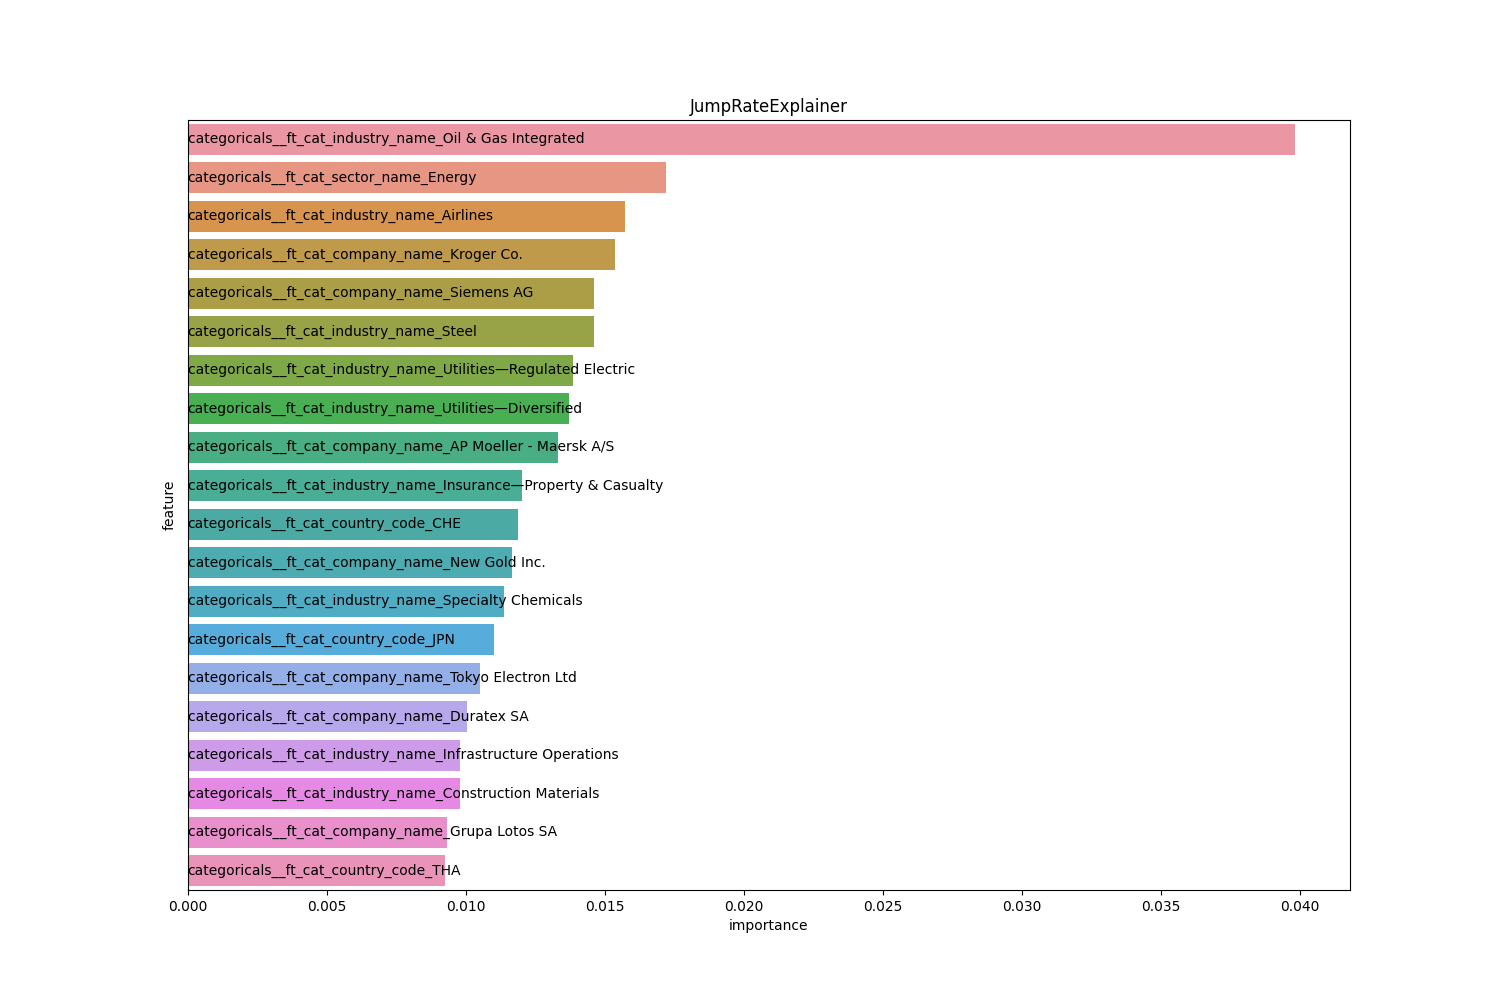 JumpRateExplainer
categoricals__ft_cat_industry_name_Oil & Gas Integrated
categoricals__ft_cat_sector_name_Energy
categoricals__ft_cat_industry_name_Airlines
categoricals__ft_cat_company_name_Kroger Co.
categoricals__ft_cat_company_name_Siemens AG
categoricals__ft_cat_industry_name_Steel
categoricals__ft_cat_industry_name_Utilities—Regulated Electric
categoricals__ft_cat_industry_name_Utilities—Diversified
categoricals__ft_cat_company_name_AP Moeller - Maersk A/S
categoricals__ft_cat_industry_name_Insurance—Property & Casualty
categoricals__ft_cat_country_code_CHE
categoricals__ft_cat_company_name_New Gold Inc.
categoricals__ft_cat_industry_name_Specialty Chemicals
categoricals__ft_cat_country_code_JPN
categoricals__ft_cat_company_name_Tokyo Electron Ltd
categoricals__ft_cat_company_name_Duratex SA
categoricals__ft_cat_industry_name_Infrastructure Operations
categoricals__ft_cat_industry_name_Construction Materials
categoricals__ft_cat_company_name_Grupa Lotos SA
categoricals__ft_cat_country_code_THA
feature
0.000 0.005 0.010 0.015 0.020 0.025 0.030 0.035 0.040
importance